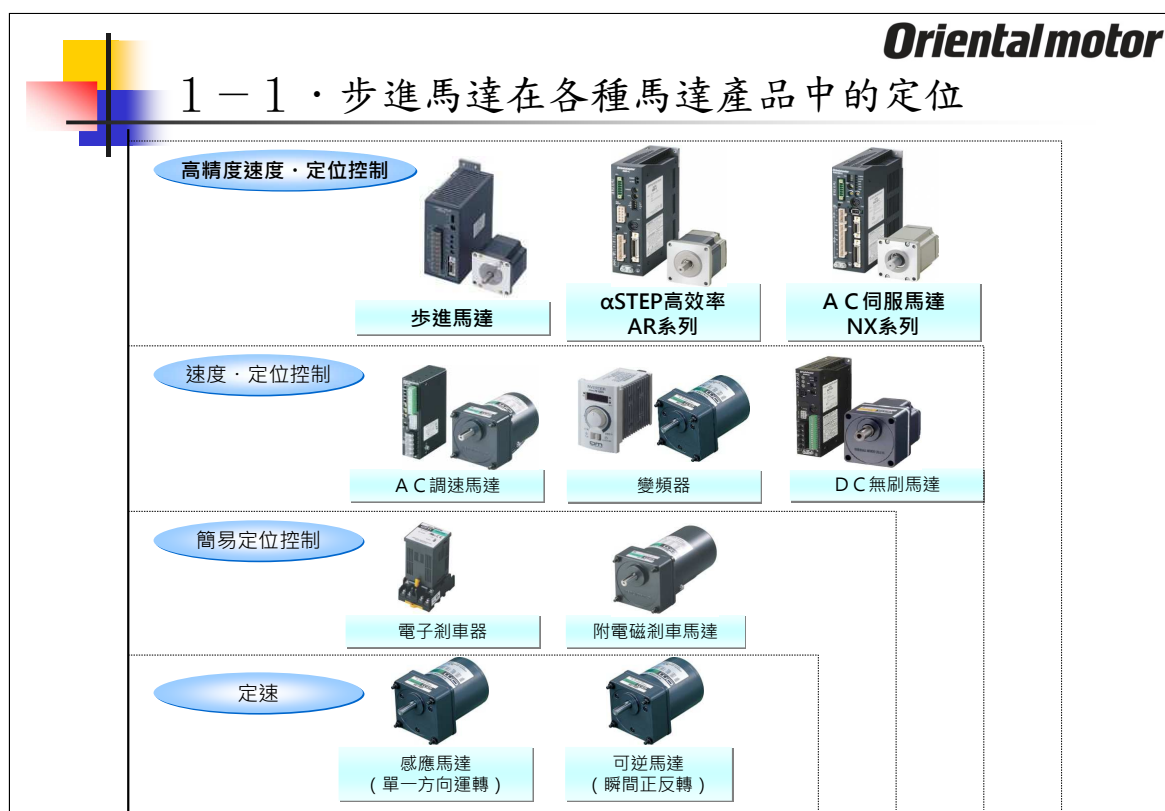 Orientalmotor
1－1．步進馬達在各種馬達產品中的定位
高精度速度・定位控制
步進馬達
αSTEP高效率
AR系列
ＡＣ伺服馬達
NX系列
速度・定位控制
ＡＣ調速馬達
變頻器
ＤＣ無刷馬達
簡易定位控制
電子剎車器
附電磁剎車馬達
定速
感應馬達
（單一方向運轉）
可逆馬達
（瞬間正反轉）